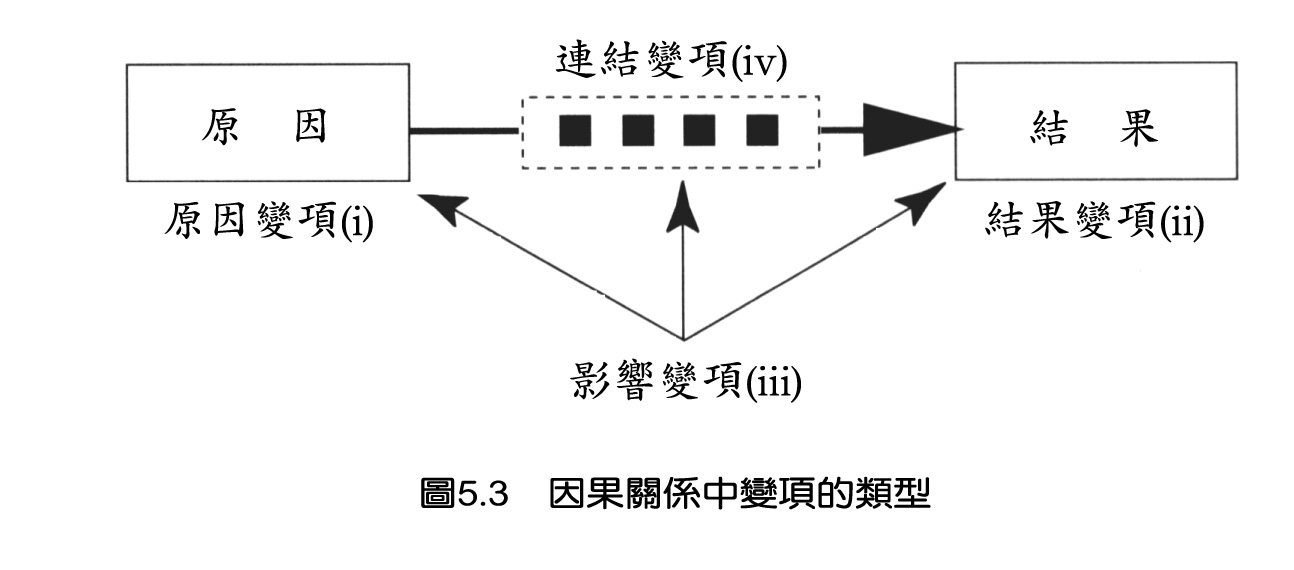 連結變項(iv)
原 因
結 果
原因變項(i)
結果變項(ii)
影響變項(iii)
圖5.3 因果關係中變項的類型